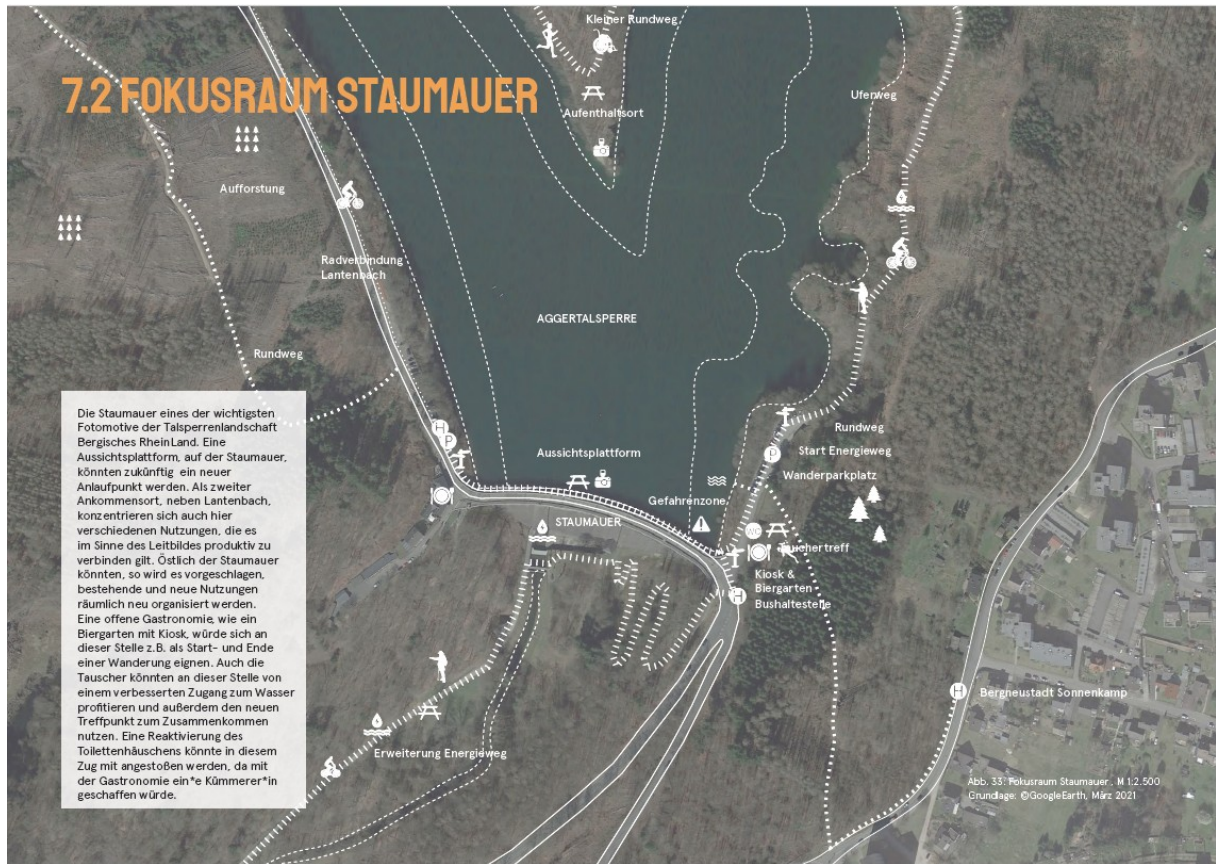 Kleiner Rundweg
7.2 FOKUSRAUM STAUMAUER
Uferweg
Aufenthaltsort
Aufforstung
Radverbindung
Lantenbach
AGGERTALSPERRE
Rundweg
Die Staumauer eines der wichtigsten
Fotomotive der Talsperrenlandschaft
Bergisches RheinLand. Eine
Aussichtsplattform, auf der Staumauer,
könnten zukünftig ein neuer
Anlaufpunkt werden. Als zweiter
Ankommensort, neben Lantenbach,
konzentrieren sich auch hier
verschiedenen Nutzungen, die es
im Sinne des Leitbildes produktiv zu
verbinden gilt. Östlich der Staumauer
könnten, so wird es vorgeschlagen,
bestehende und neue Nutzungen
räumlich neu organisiert werden.
Eine offene Gastronomie, wie ein
Biergarten mit Kiosk, würde sich an
dieser Stelle z.B. als Start- und Ende
einer Wanderung eignen. Auch die
Tauscher könnten an dieser Stelle von
einem verbesserten Zugang zum Wasser
profitieren und außerdem den neuen
Treffpunkt zum Zusammenkommen
nutzen. Eine Reaktivierung des
Toilettenhäuschens könnte in diesem
Zug mit angestoßen werden, da mit
der Gastronomie ein*e Kümmerer*in
geschaffen würde.
H
P
Aussichtsplattform
STAUMAUER
Gefahrenzone
Rundweg
P
Start Energieweg
Wanderparkplatz
WC
Tauchertreff
Kiosk &
Biergarten
Bushaltestelle
H
H
Bergneustadt Sonnenkamp
Erweiterung Energieweg
Abb. 33: Fokusraum Staumauer , M 1:2.500
Grundlage: ©GoogleEarth, März 2021